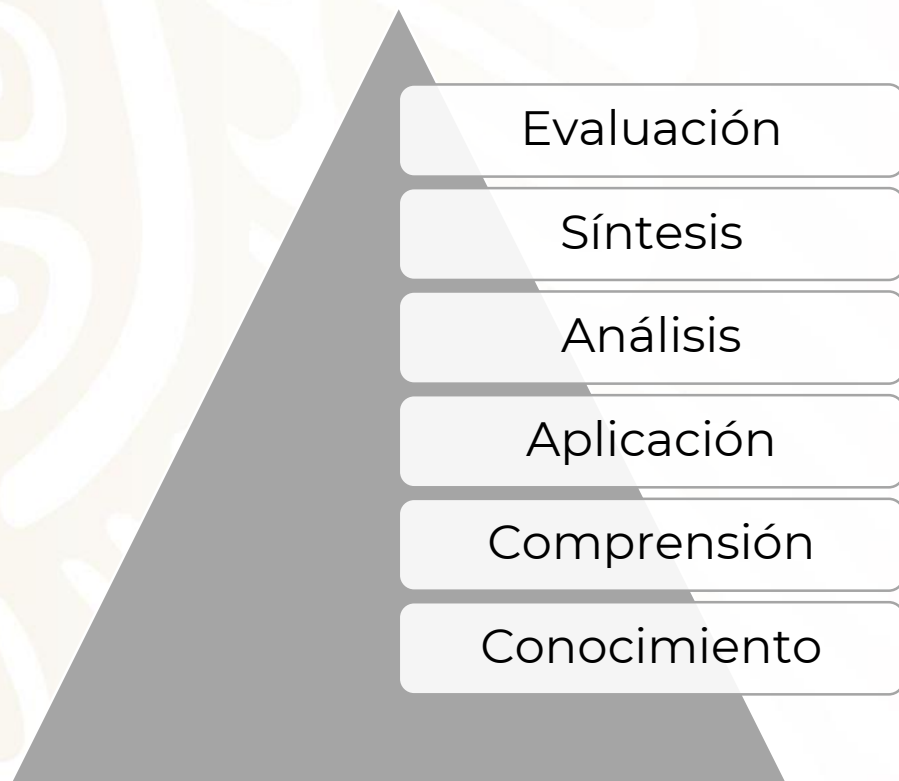 Evaluación
Síntesis
Análisis
Aplicación
Comprensión
Conocimiento